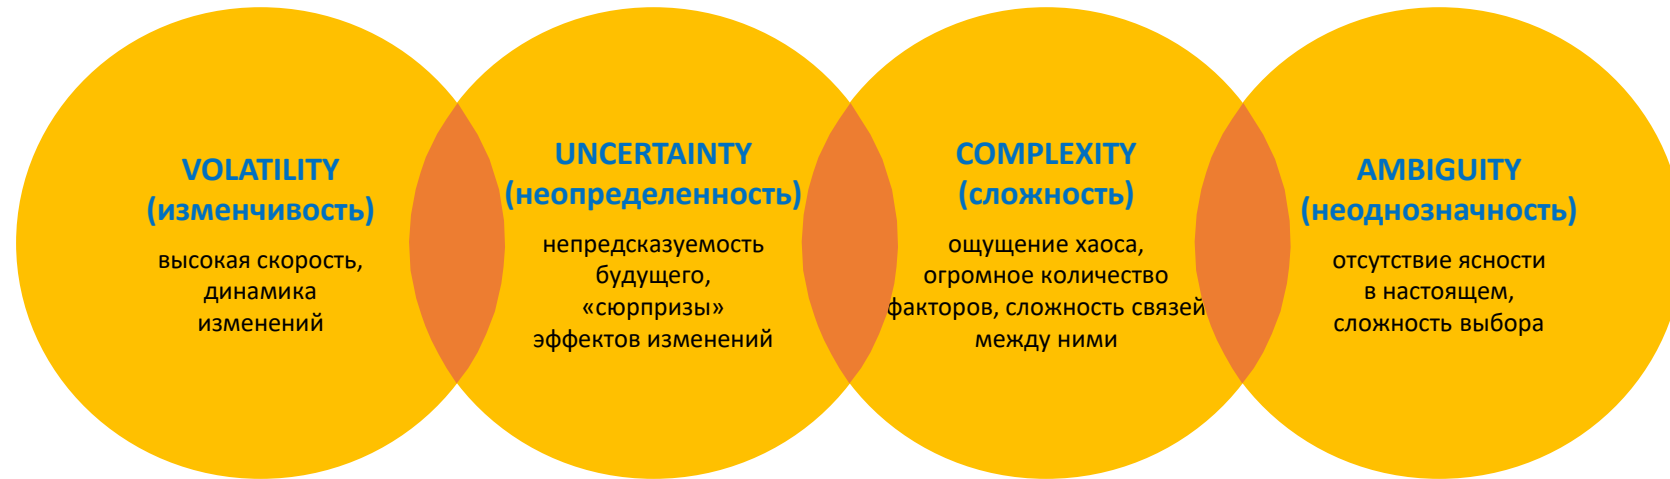 VOLATILITY
(изменчивость)
высокая скорость,
динамика
изменений
UNCERTAINTY
(неопределенность)
непредсказуемость
будущего,
«сюрпризы»
эффектов изменений
COMPLEXITY
(сложность)
ощущение хаоса,
огромное количество
факторов, сложность связей
между ними
AMBIGUITY
(неоднозначность)
отсутствие ясности
в настоящем,
сложность выбора